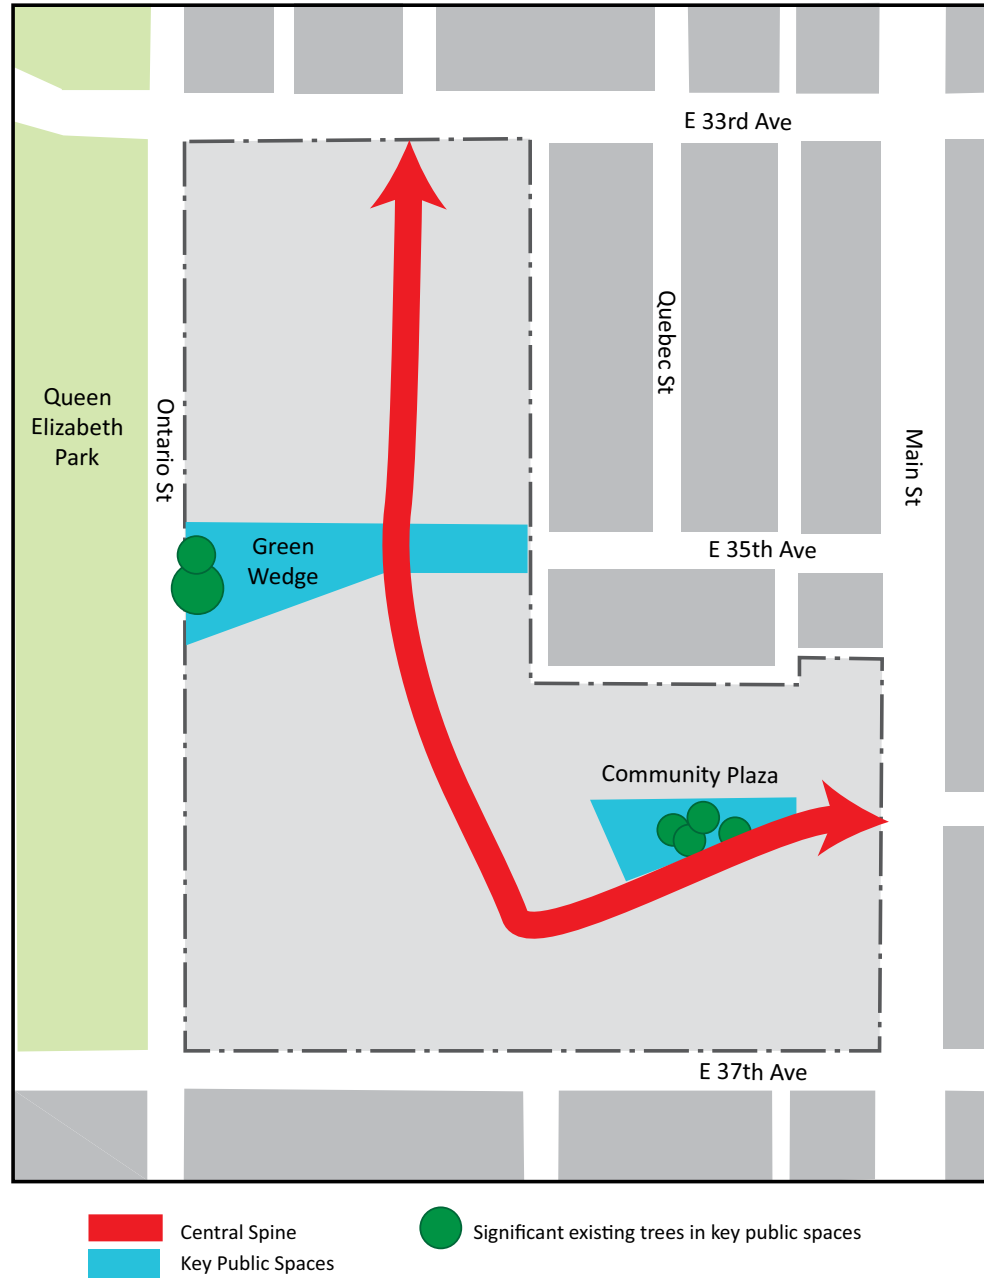 E 33rd Ave
Quebec St
Queen
Elizabeth
Park
Ontario St
Main St
Green
Wedge
E 35th Ave
Community Plaza
E 37th Ave
Central Spine
Significant existing trees in key public spaces
Key Public Spaces